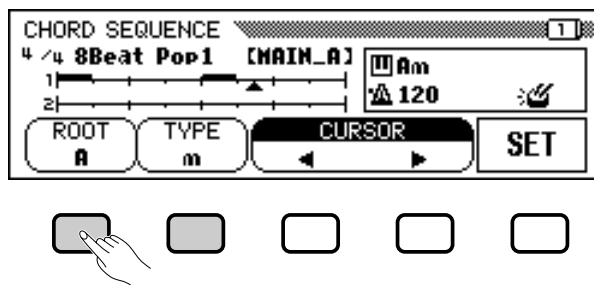 CHORD SEQUENCE 1
4/4 8Beat Pop1 [MAIN_A]
Am
1
120
2
ROOT TYPE CURSOR SET
A m